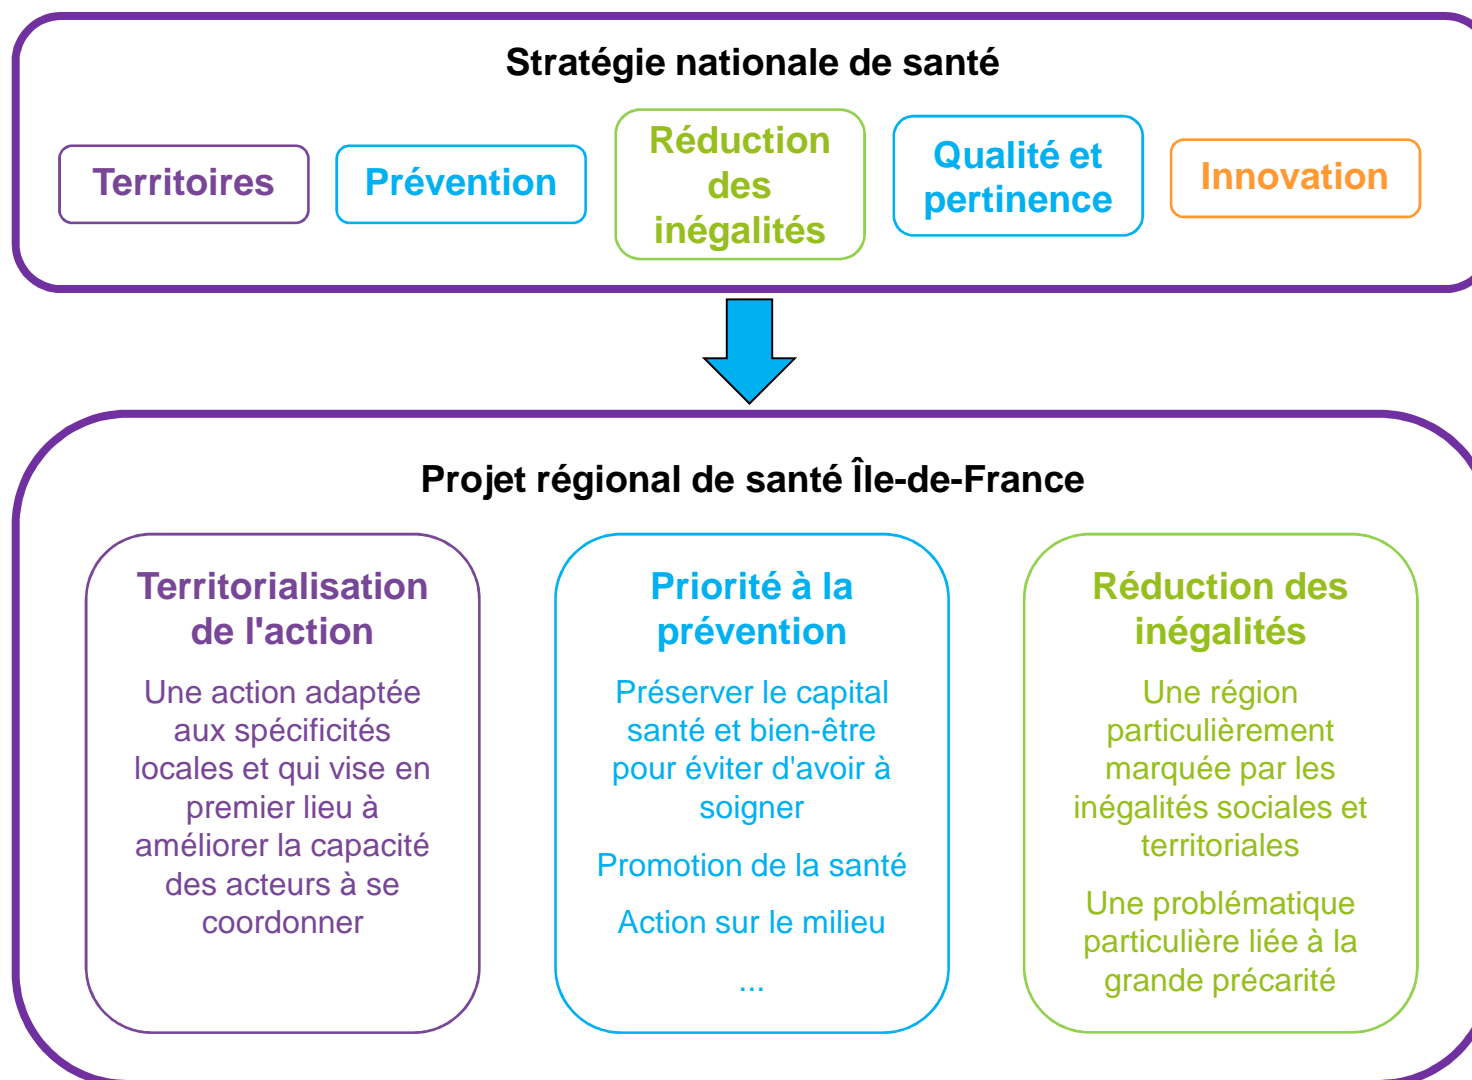 Stratégie nationale de santé
Territoires
Prévention
Réduction
des
inégalités
Qualité et
pertinence
Innovation
Projet régional de santé Île-de-France
Territorialisation
de l'action
Une action adaptée
aux spécificités
locales et qui vise en
premier lieu à
améliorer la capacité
des acteurs à se
coordonner
Priorité à la
prévention
Préserver le capital
santé et bien-être
pour éviter d'avoir à
soigner
Promotion de la santé
Action sur le milieu
...
Réduction des
inégalités
Une région
particulièrement
marquée par les
inégalités sociales et
territoriales
Une problématique
particulière liée à la
grande précarité